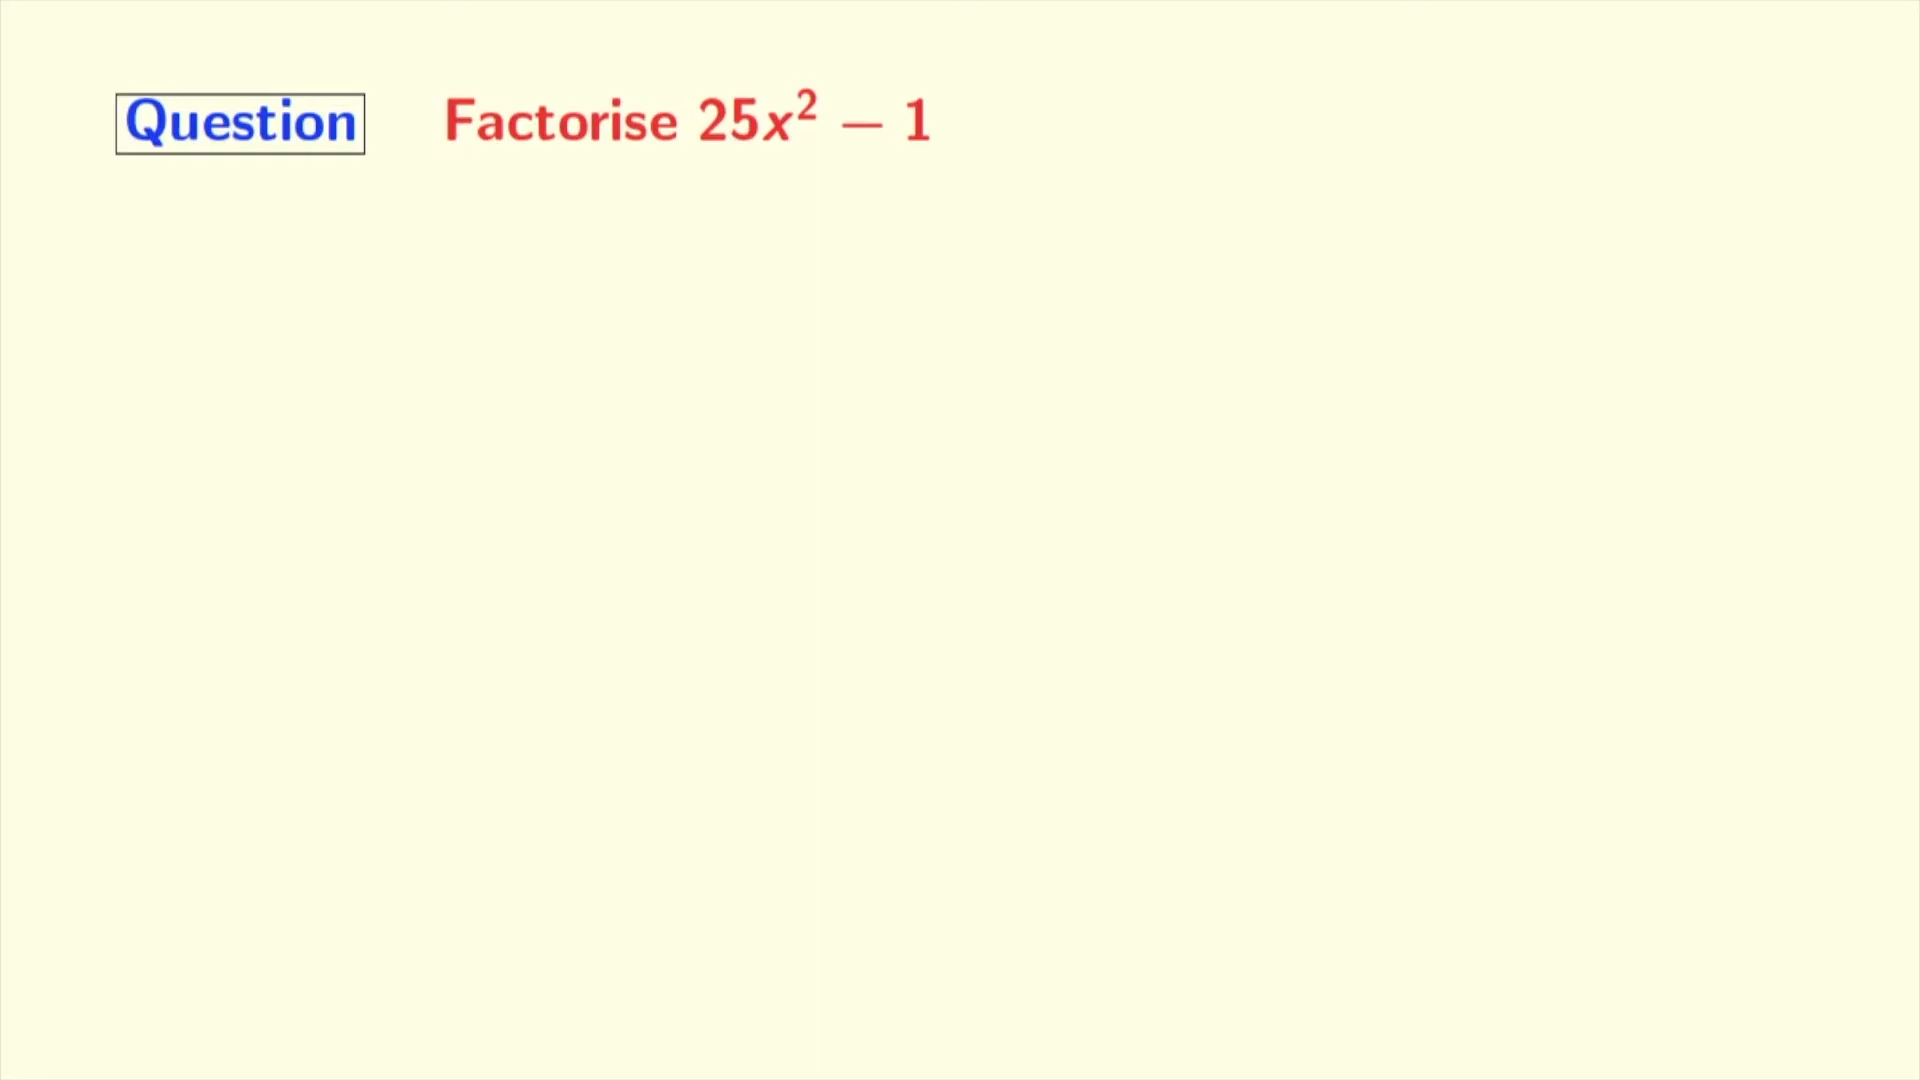 Question Factorise 25x² − 1